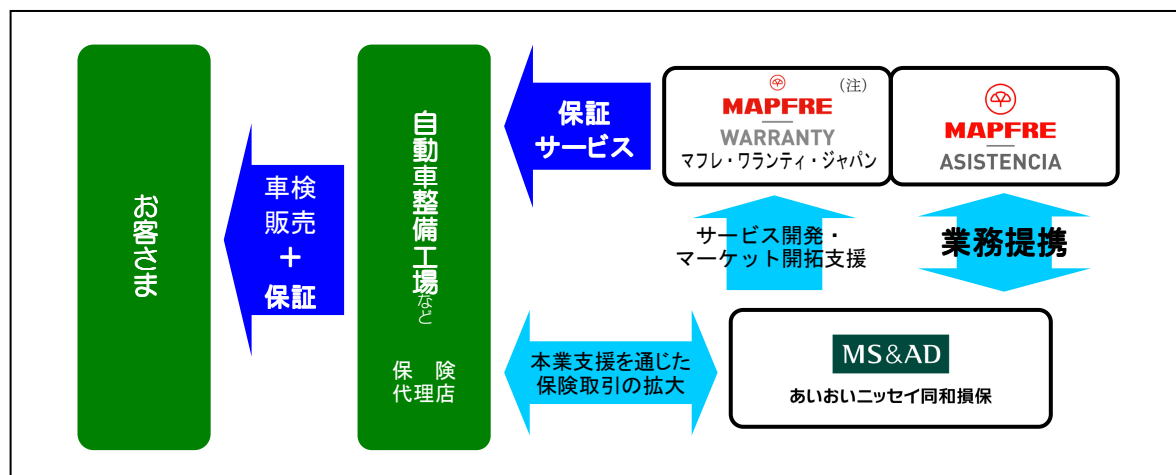 お客さま
車検
販売
＋
保証
自動車整備工場など
保　険
代理店
保証
サービス
MAPFRE
（注）
WARRANTY
マフレ・ワランティ・ジャパン
MAPFRE
ASISTENCIA
サービス開発・
マーケット開拓支援
業務提携
本業支援を通じた
保険取引の拡大
MS&AD
あいおいニッセイ同和損保